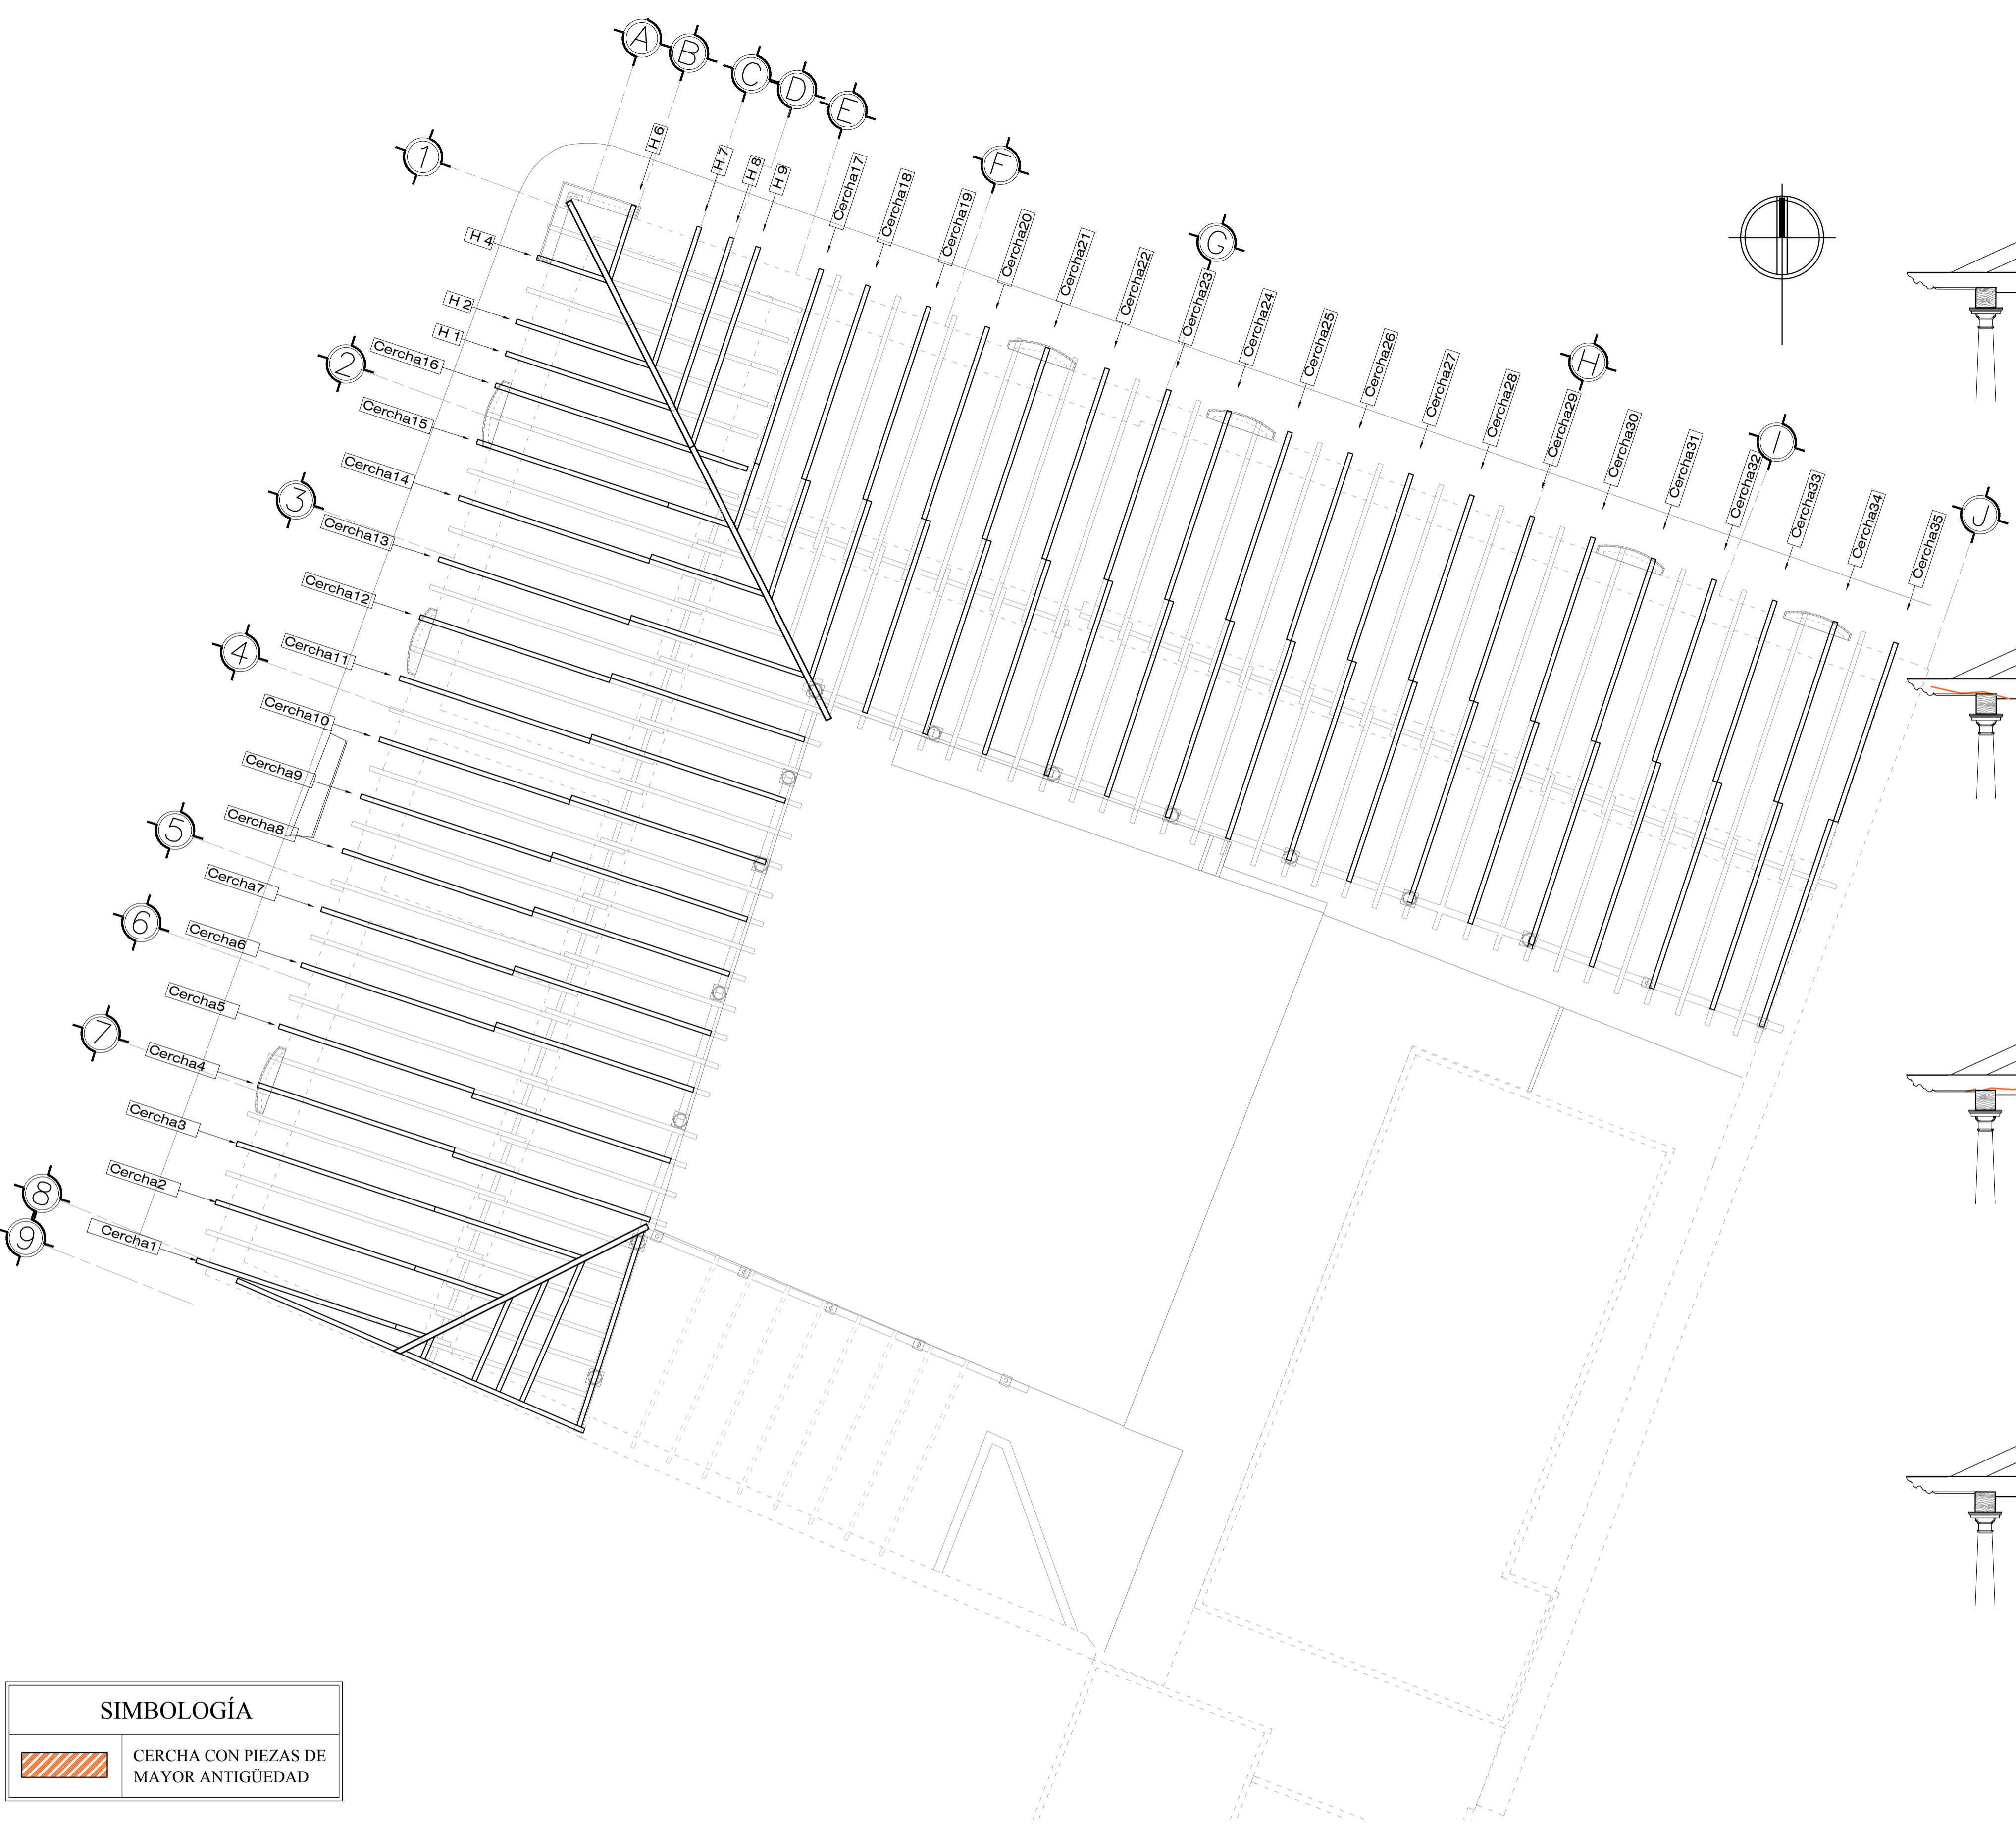 A
B
C
D
E
F
G
H
I
J
1
2
3
4
5
6
7
8
9
H 6
H 7
H 8
H 9
Cercha17
Cercha18
Cercha19
Cercha20
Cercha21
Cercha22
Cercha23
Cercha24
Cercha25
Cercha26
Cercha27
Cercha28
Cercha29
Cercha30
Cercha31
Cercha32
Cercha33
Cercha34
Cercha35
H 4
H 2
H 1
Cercha16
Cercha15
Cercha14
Cercha13
Cercha12
Cercha11
Cercha10
Cercha9
Cercha8
Cercha7
Cercha6
Cercha5
Cercha4
Cercha3
Cercha2
Cercha1
SIMBOLOGÍA
CERCHA CON PIEZAS DE
MAYOR ANTIGÜEDAD